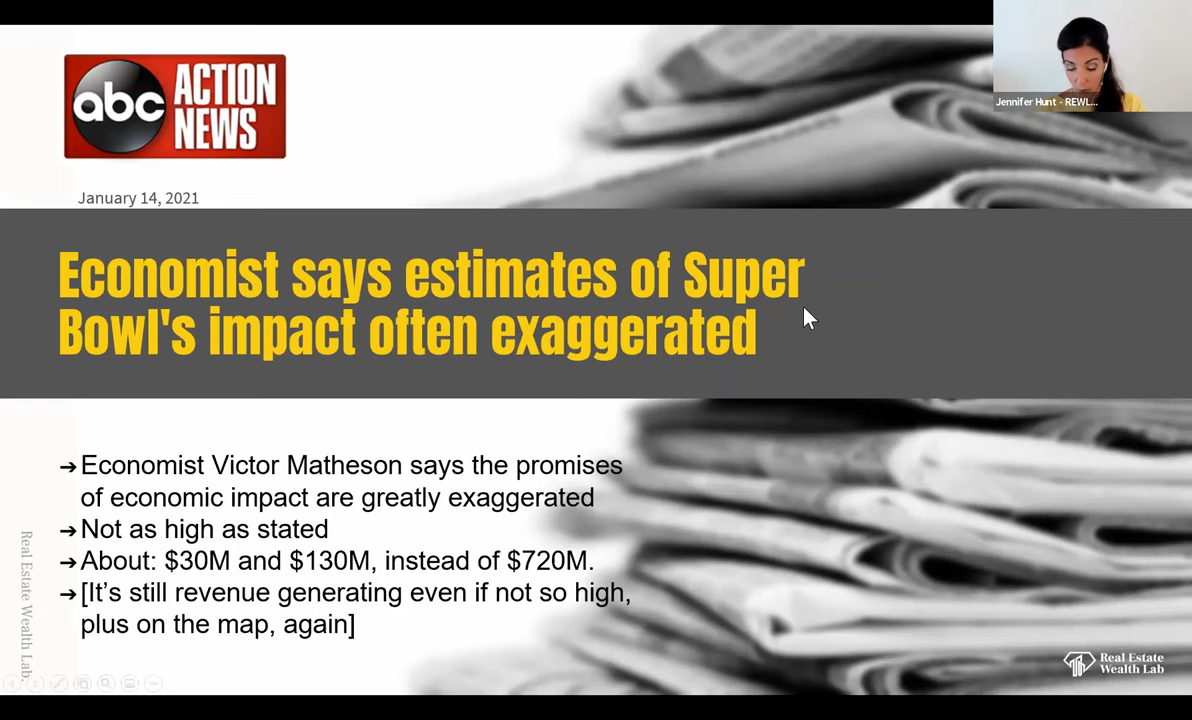 abc
ACTION
NEWS
Jennifer Hunt - REWL...
January 14, 2021
Economist says estimates of Super
Bowl's impact often exaggerated
→Economist Victor Matheson says the promises
of economic impact are greatly exaggerated
→Not as high as stated
→About: $30M and $130M, instead of $720M.
→[It’s still revenue generating even if not so high,
plus on the map, again]
Real Estate Wealth Lab.
Real Estate
Wealth Lab